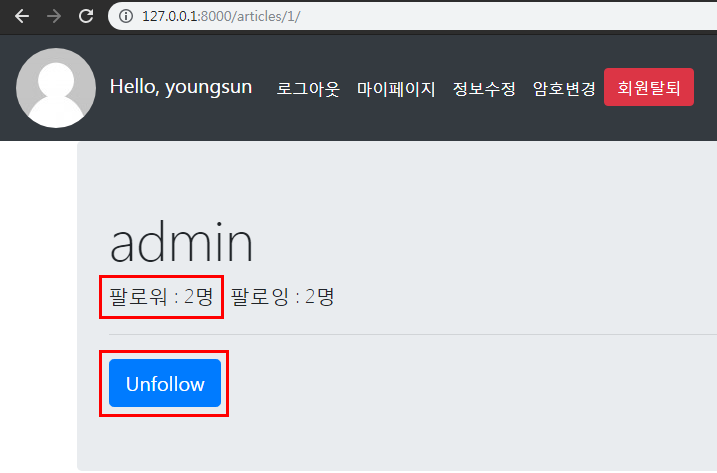 127.0.0.1:8000/articles/1/
Hello, youngsun 로그아웃 마이페이지 정보수정 암호변경 회원탈퇴
admin
팔로워 : 2명 팔로잉 : 2명
Unfollow